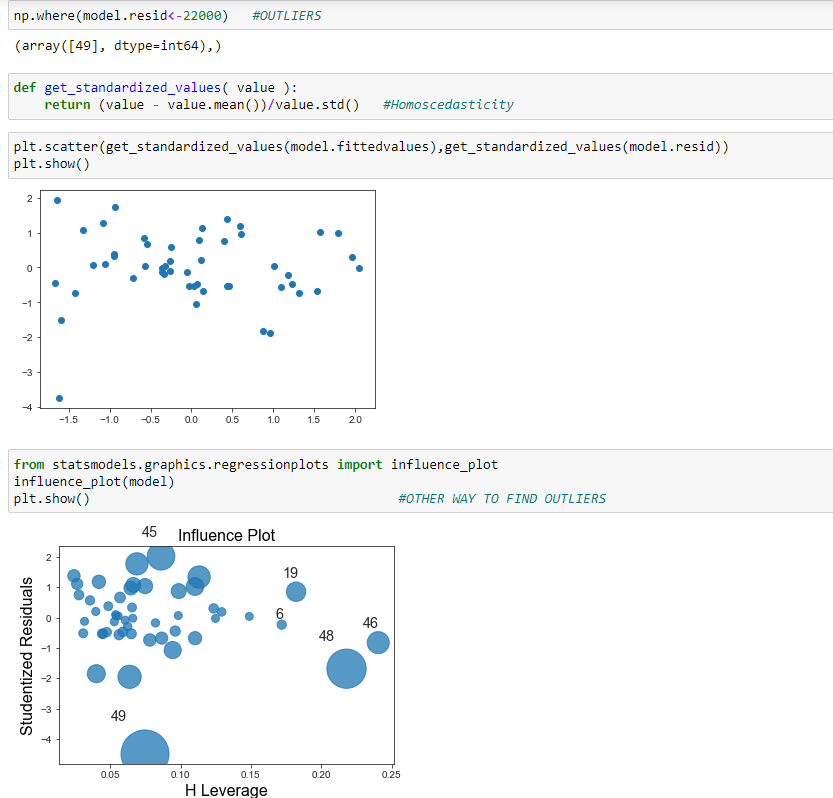 np.where(model.resid<-22000)   #OUTLIERS
(array([49], dtype=int64),)
def get_standardized_values( value ):
    return (value - value.mean())/value.std()   #Homoscedasticity
plt.scatter(get_standardized_values(model.fittedvalues),get_standardized_values(model.resid))
plt.show()
2
1
0
−1
−2
−3
−4
−1.5 −1.0 −0.5 0.0 0.5 1.0 1.5 2.0
from statsmodels.graphics.regressionplots import influence_plot
influence_plot(model)
plt.show()                                        #OTHER WAY TO FIND OUTLIERS
45 Influence Plot
2
19
1
6
0
46
48
−1
−2
−3
49
−4
Studentized Residuals
0.05 0.10 0.15 0.20 0.25
H Leverage